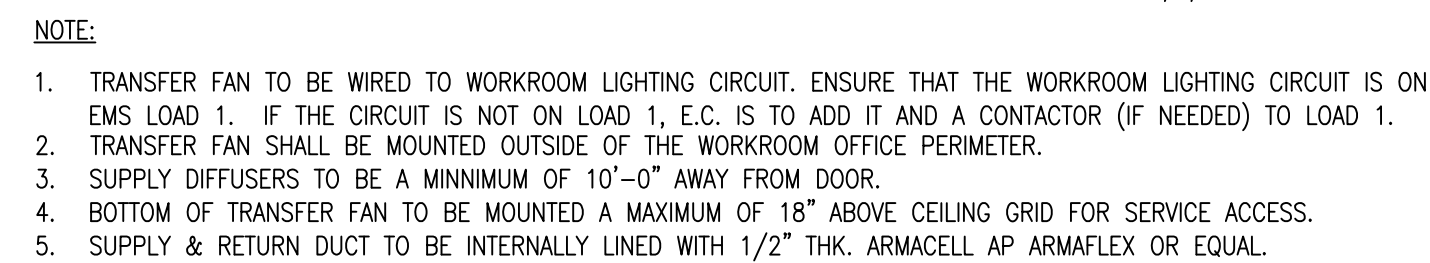 NOTE:
1. TRANSFER FAN TO BE WIRED TO WORKROOM LIGHTING CIRCUIT. ENSURE THAT THE WORKROOM LIGHTING CIRCUIT IS ON
EMS LOAD 1. IF THE CIRCUIT IS NOT ON LOAD 1, E.C. IS TO ADD IT AND A CONTACTOR (IF NEEDED) TO LOAD 1.
2. TRANSFER FAN SHALL BE MOUNTED OUTSIDE OF THE WORKROOM OFFICE PERIMETER.
3. SUPPLY DIFFUSERS TO BE A MINNIMUM OF 10'-0" AWAY FROM DOOR.
4. BOTTOM OF TRANSFER FAN TO BE MOUNTED A MAXIMUM OF 18" ABOVE CEILING GRID FOR SERVICE ACCESS.
5. SUPPLY & RETURN DUCT TO BE INTERNALLY LINED WITH 1/2" THK. ARMACELL AP ARMAFLEX OR EQUAL.